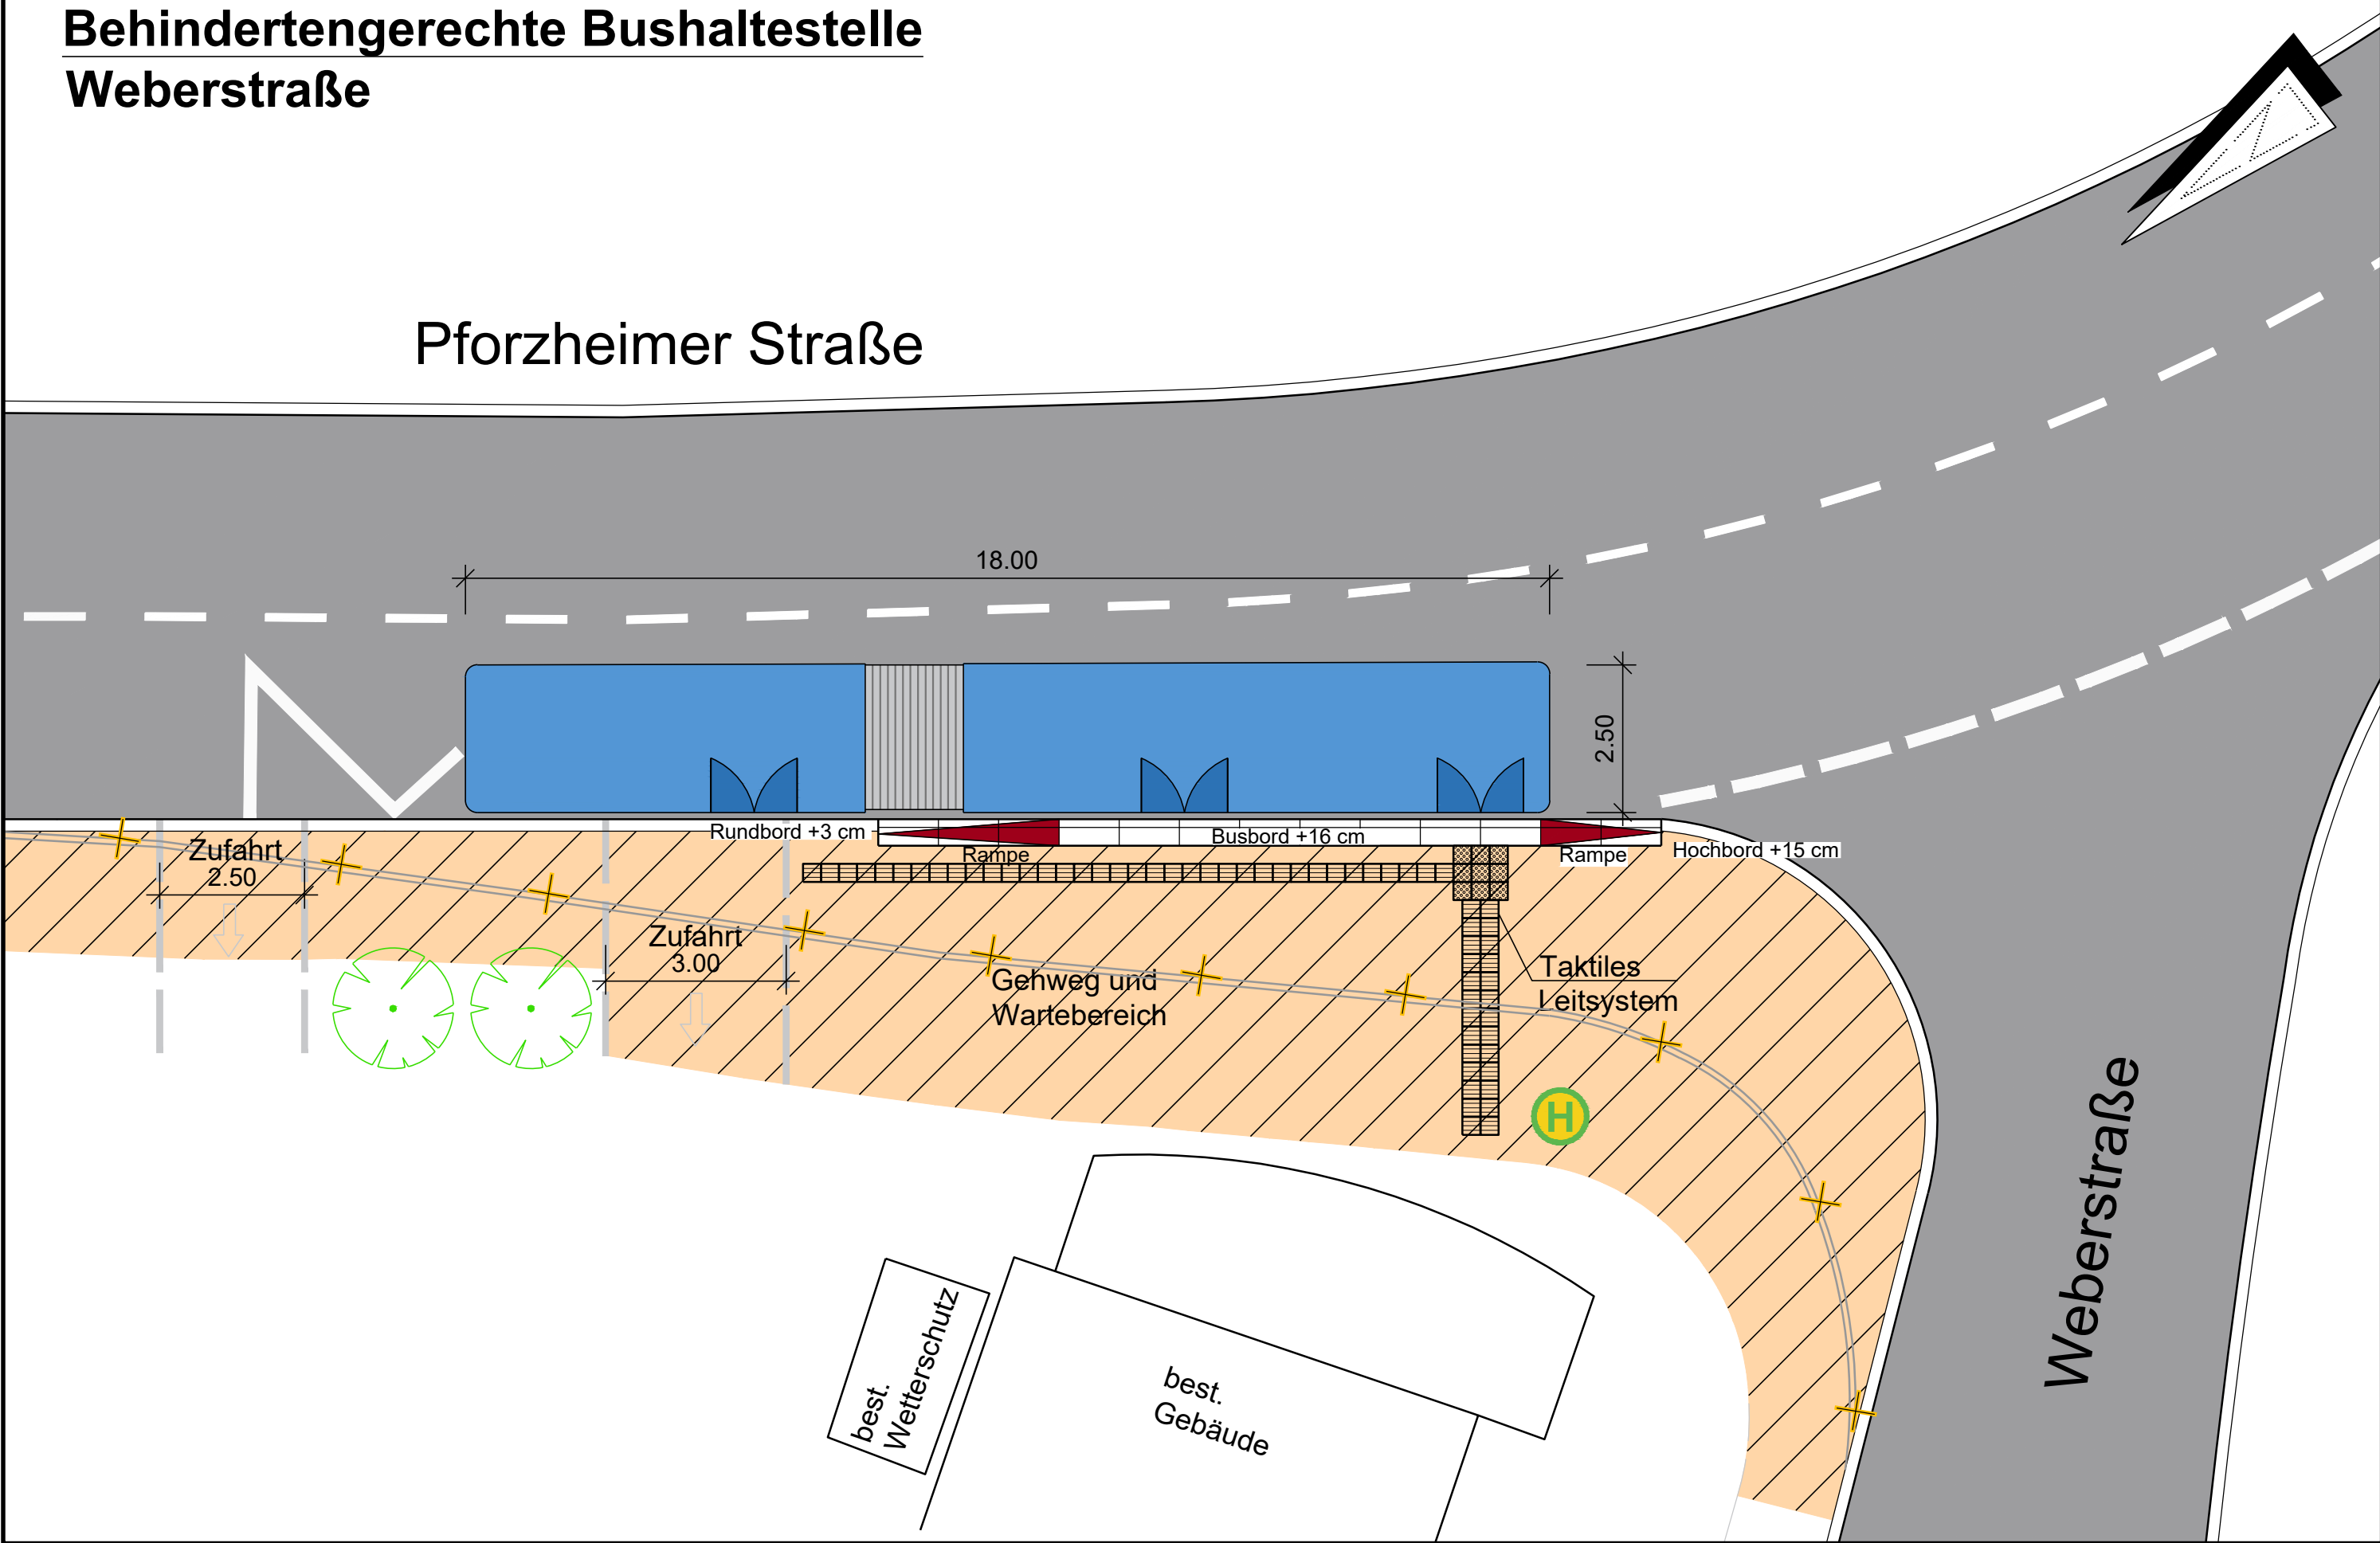 Behindertengerechte Bushaltestelle
Weberstraße
Pforzheimer Straße
18.00
2.50
Rundbord +3 cm
Busbord +16 cm
Rampe
Rampe
Hochbord +15 cm
Zufahrt
2.50
Zufahrt
3.00
Gehweg und
Wartebereich
Taktiles
Leitsystem
H
Weberstraße
best.
Wetterschutz
best.
Gebäude